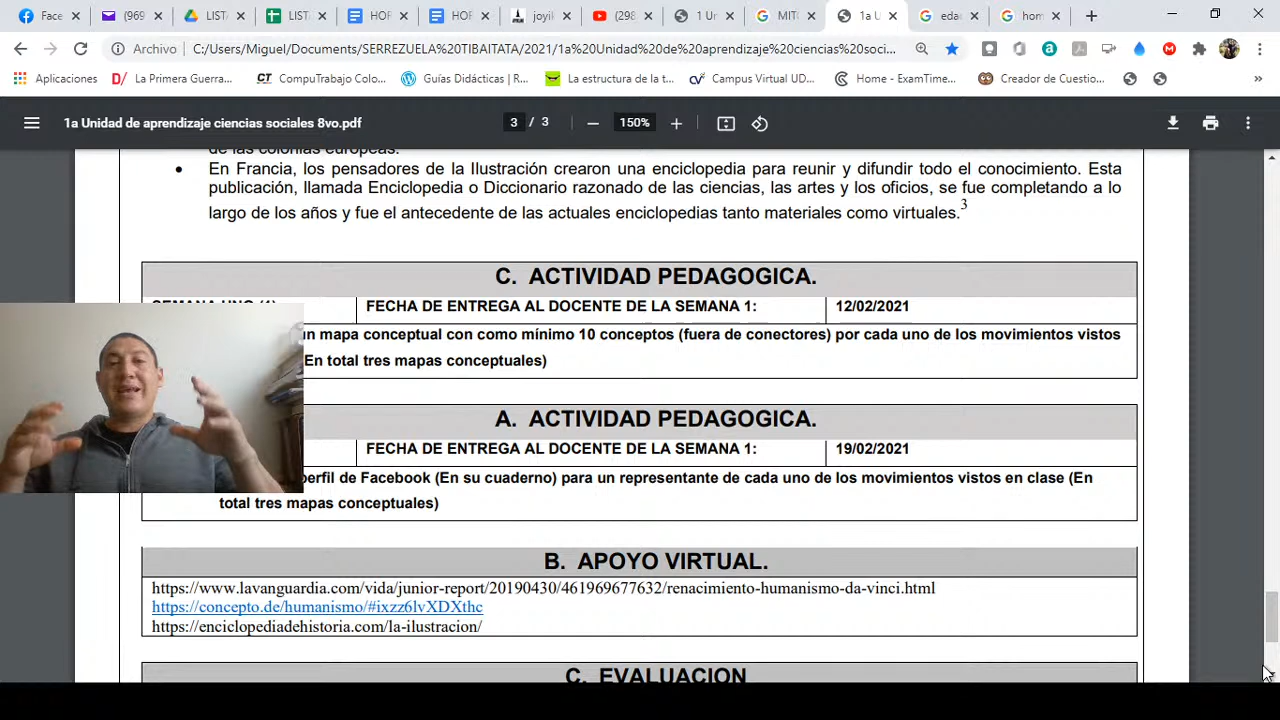 Face
(969
LISTA
LIST
HOR
HOR
joyik
(298
1 Un
MITO
1a U
edac
hom
Archivo
C:/Users/Miguel/Documents/SERREZUELA%20TIBAITATA/2021/1a%20Unidad%20de%20aprendizaje%20ciencias%20soci...
Aplicaciones
La Primera Guerra...
CompuTrabajo Colo...
Guías Didácticas | R...
La estructura de la t...
Campus Virtual UD...
Home - ExamTime...
Creador de Cuestio...
»
1a Unidad de aprendizaje ciencias sociales 8vo.pdf
3 / 3
150%
de las colonias europeas.
• En Francia, los pensadores de la Ilustración crearon una enciclopedia para reunir y difundir todo el conocimiento. Esta
publicación, llamada Enciclopedia o Diccionario razonado de las ciencias, las artes y los oficios, se fue completando a lo
largo de los años y fue el antecedente de las actuales enciclopedias tanto materiales como virtuales.3
C. ACTIVIDAD PEDAGOGICA.
SEMANA UNO (1) FECHA DE ENTREGA AL DOCENTE DE LA SEMANA 1: 12/02/2021
mapa conceptual con como mínimo 10 conceptos (fuera de conectores) por cada uno de los movimientos vistos
(En total tres mapas conceptuales)
A. ACTIVIDAD PEDAGOGICA.
FECHA DE ENTREGA AL DOCENTE DE LA SEMANA 1: 19/02/2021
perfil de Facebook (En su cuaderno) para un representante de cada uno de los movimientos vistos en clase (En
total tres mapas conceptuales)
B. APOYO VIRTUAL.
https://www.lavanguardia.com/vida/junior-report/20190430/461969677632/renacimiento-humanismo-da-vinci.html
https://concepto.de/humanismo/#ixzz6lvXDXthc
https://enciclopediadehistoria.com/la-ilustracion/
C. EVALUACION